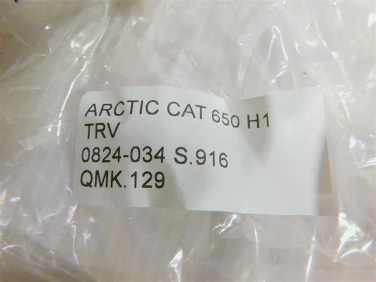 ARCTIC CAT 650 H1
TRV
0824-034 S.916
QMK.129